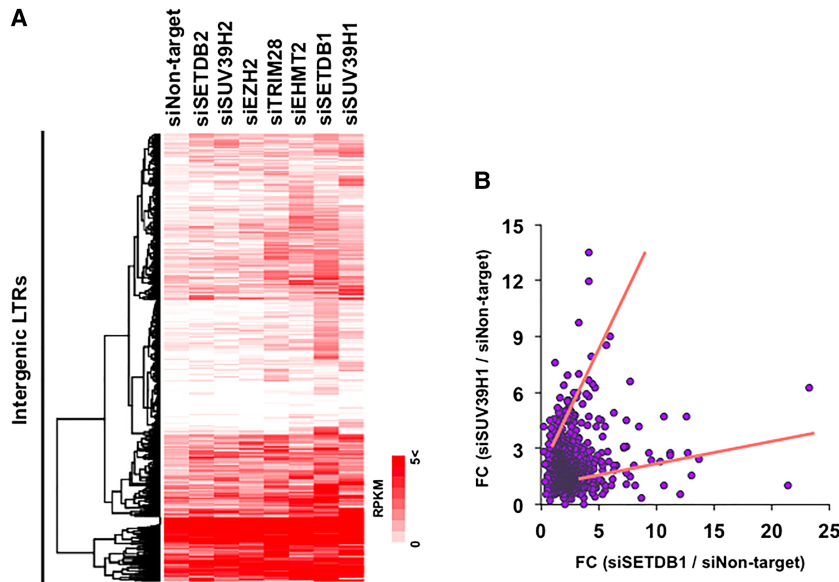 A
siNon-target
siSETDB2
siSUV39H2
siEZH2
siTRIM28
siEHMT2
siSETDB1
siSUV39H1
Intergenic LTRs
5<
RPKM
0
B
FC (siSUV39H1 / siNon-target)
15
12
9
6
3
0
0
5
10
15
20
25
FC (siSETDB1 / siNon-target)